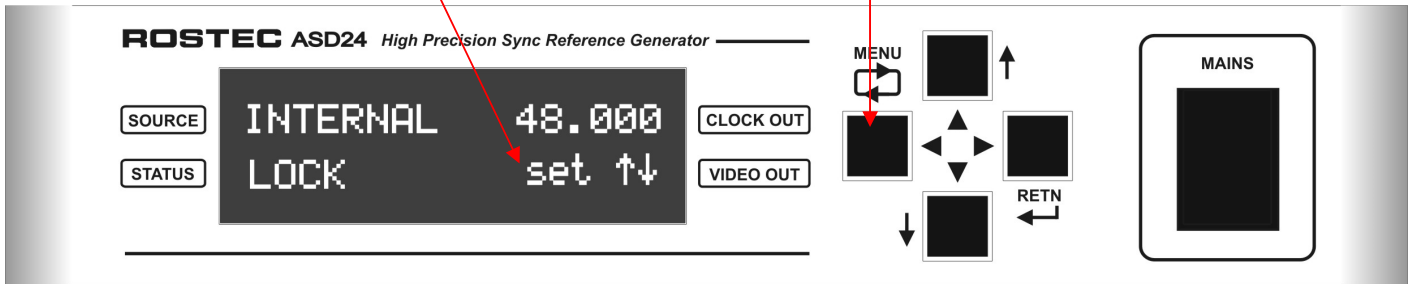 ROSTEC ASD24 High Precision Sync Reference Generator
MENU
MAINS
SOURCE
INTERNAL 48.000
CLOCK OUT
STATUS
LOCK set ↑↓
VIDEO OUT
RETN